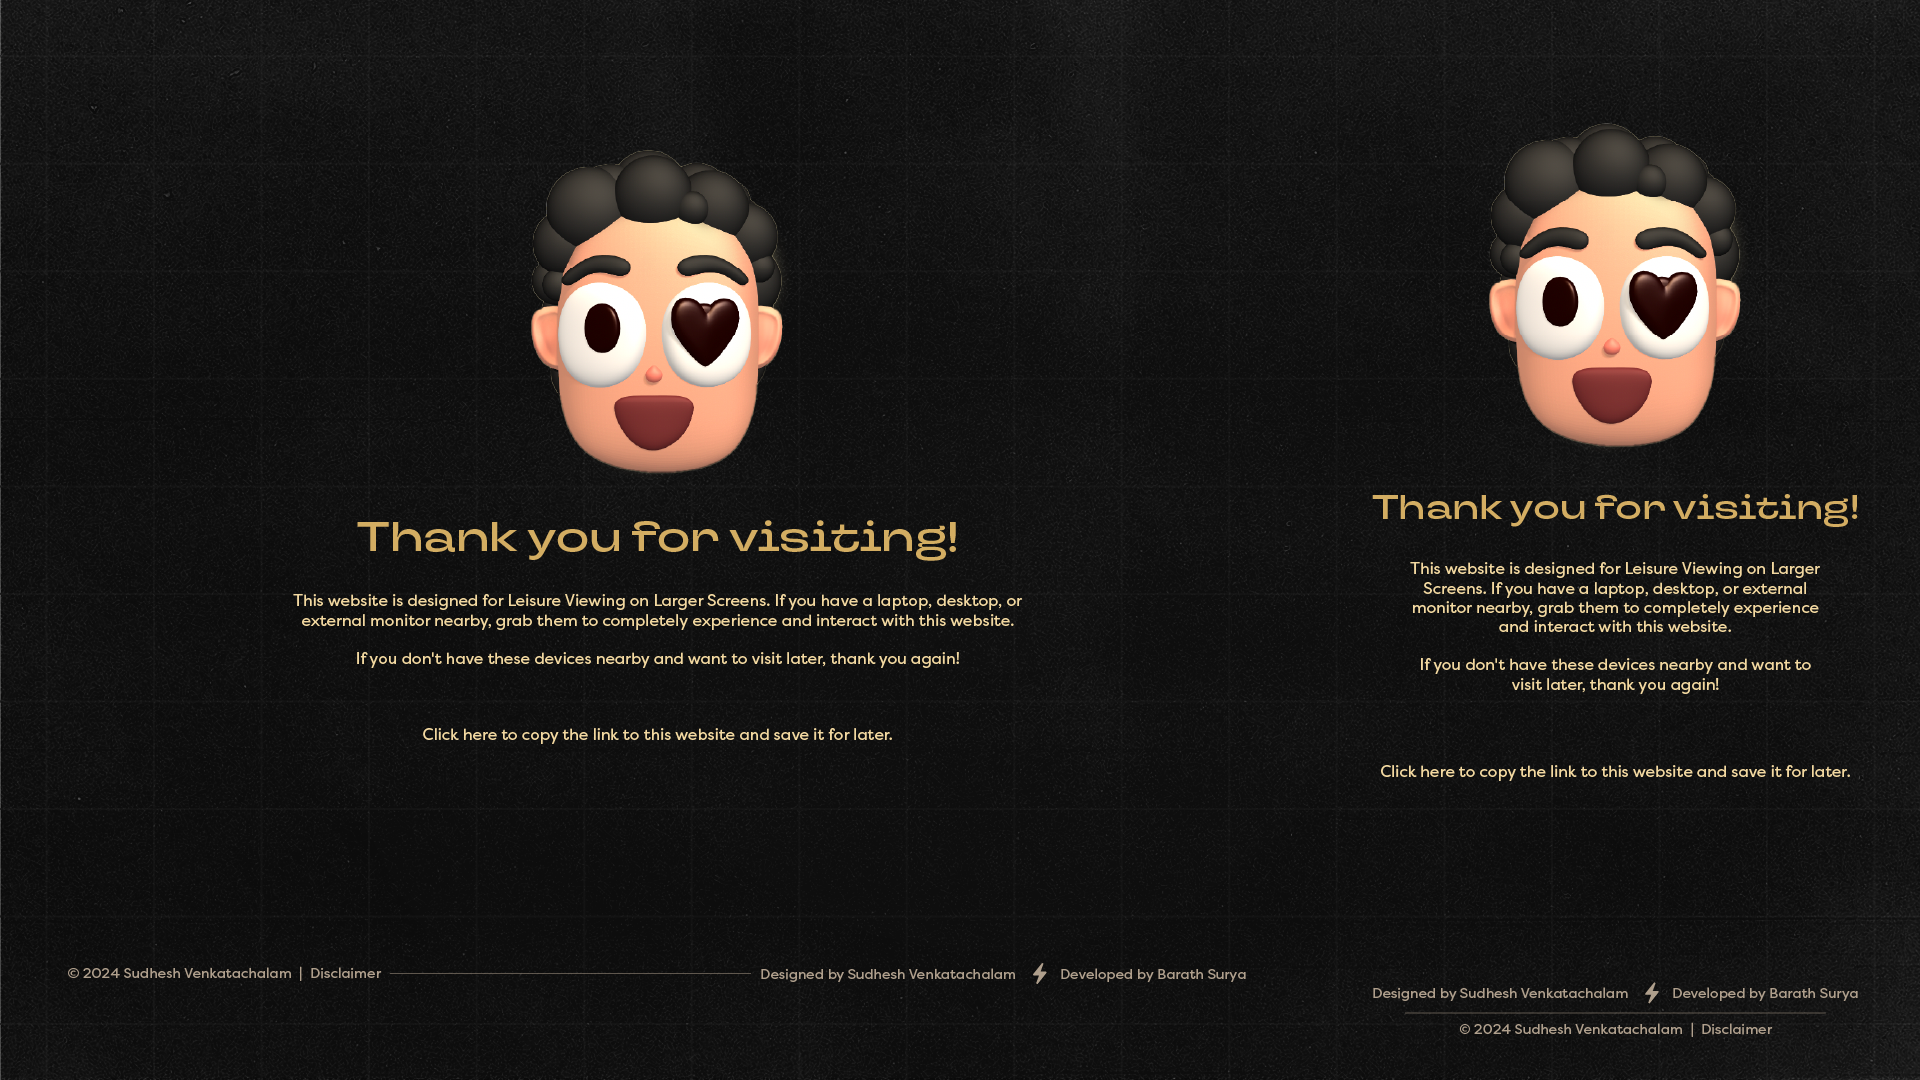 Thank you for visiting!
This website is designed for Leisure Viewing on Larger Screens. If you have a laptop, desktop, or
external monitor nearby, grab them to completely experience and interact with this website.
If you don't have these devices nearby and want to visit later, thank you again!
Click here to copy the link to this website and save it for later.
© 2024 Sudhesh Venkatachalam | Disclaimer
Designed by Sudhesh Venkatachalam
Developed by Barath Surya
Thank you for visiting!
This website is designed for Leisure Viewing on Larger
Screens. If you have a laptop, desktop, or external
monitor nearby, grab them to completely experience
and interact with this website.
If you don't have these devices nearby and want to
visit later, thank you again!
Click here to copy the link to this website and save it for later.
Designed by Sudhesh Venkatachalam
Developed by Barath Surya
© 2024 Sudhesh Venkatachalam | Disclaimer